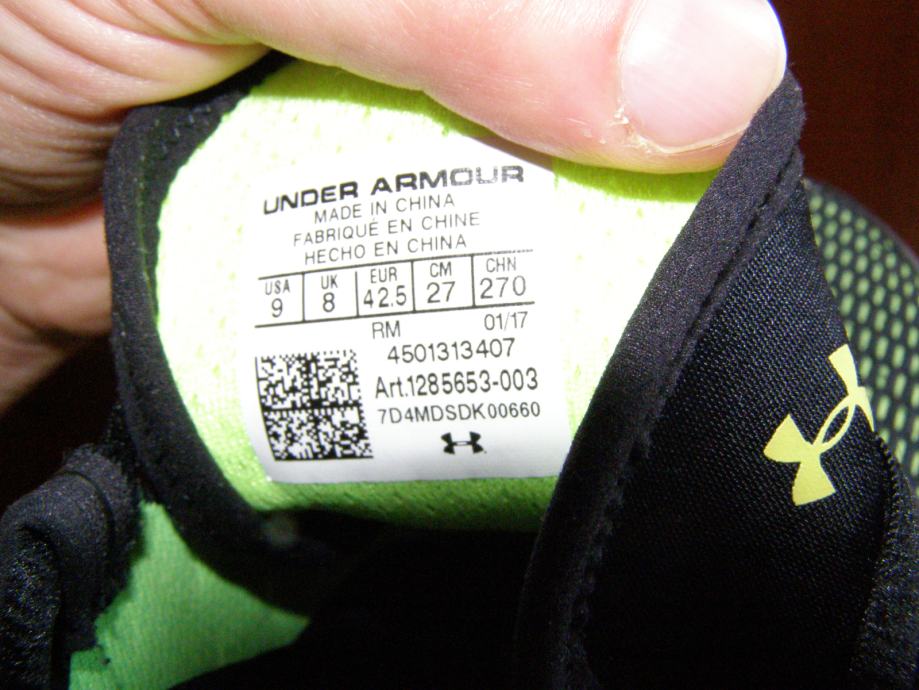 UNDER ARMOUR
MADE IN CHINA
FABRIQUÉ EN CHINE
HECHO EN CHINA
USA UK EUR CM CHN
9 8 42.5 27 270
RM 01/17
4501313407
Art.1285653-003
7D4MDSDK00660